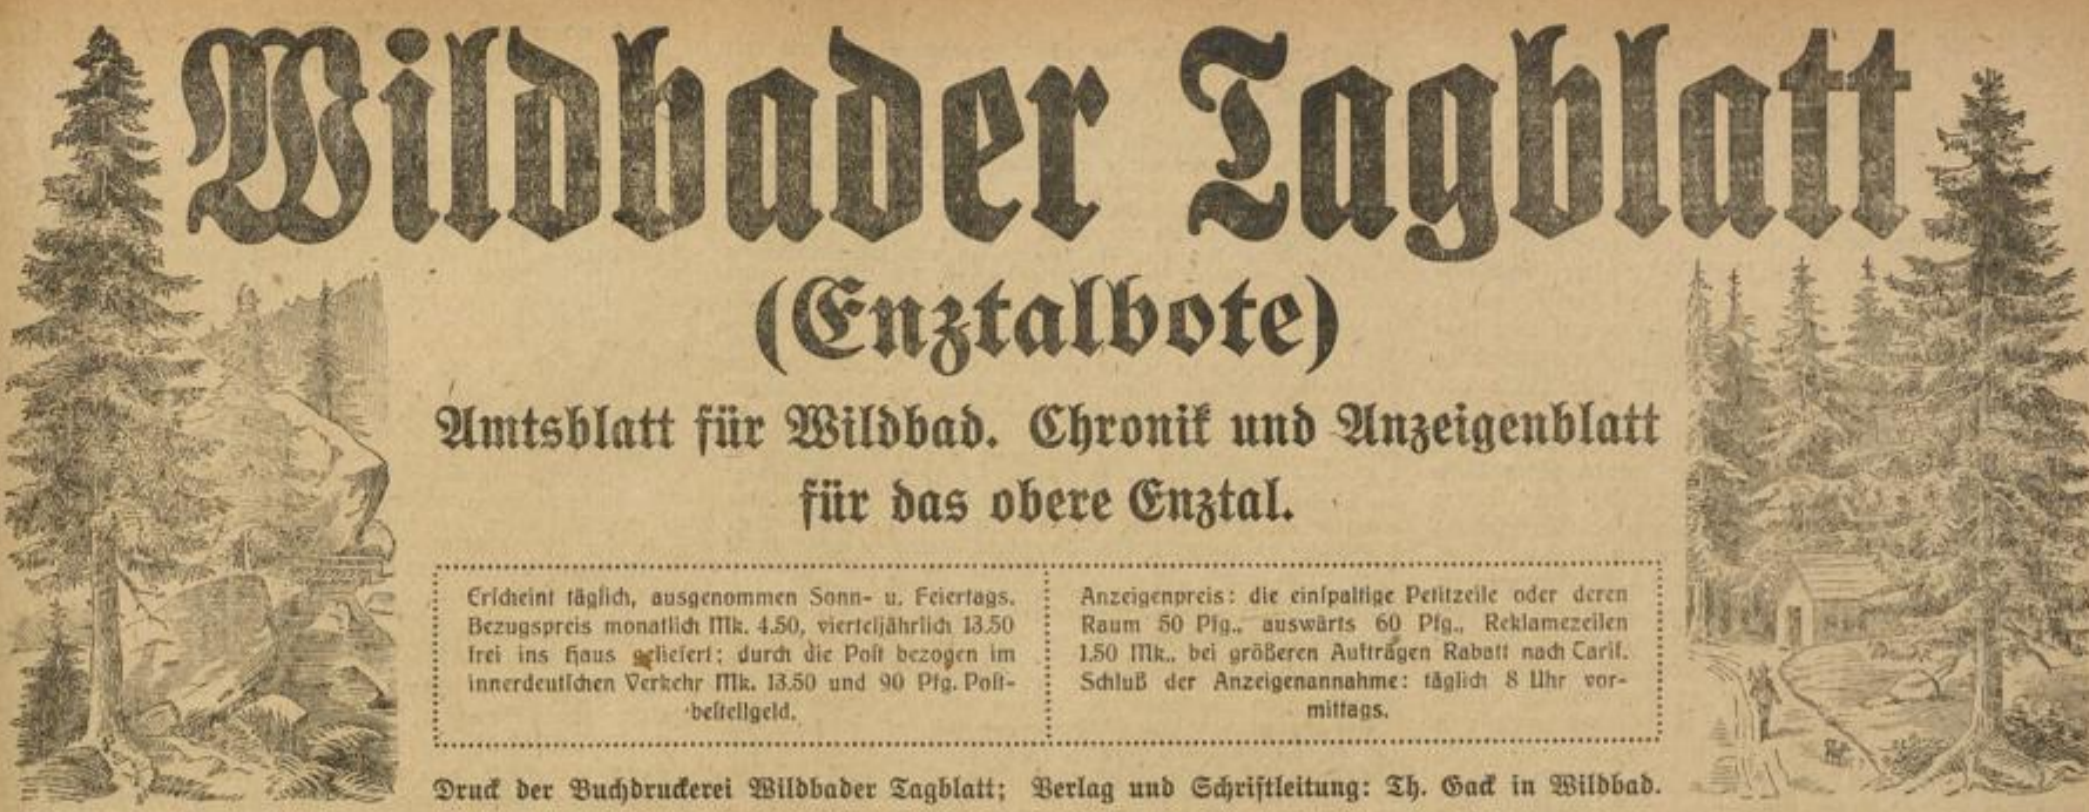 Wildbader Tagblatt
(Enztalbote)
Amtsblatt für Wildbad. Chronik und Anzeigenblatt
für das obere Enztal.
Erscheint täglich, ausgenommen Sonn- u. Feiertags.
Bezugspreis monatlich Mk. 4.50, vierteljährlich 13.50
frei ins Haus geliefert; durch die Post bezogen im
innerdeutschen Verkehr Mk. 13.50 und 90 Pfg. Post-
bestellgeld.
Anzeigenpreis: die einspaltige Petitzeile oder deren
Raum 50 Pfg., auswärts 60 Pfg., Reklamezeilen
1.50 Mk., bei größeren Aufträgen Rabatt nach Tarif.
Schluß der Anzeigenannahme: täglich 8 Uhr vor-
mittags.
Druck der Buchdruckerei Wildbader Tagblatt; Verlag und Schriftleitung: Th. Gack in Wildbad.